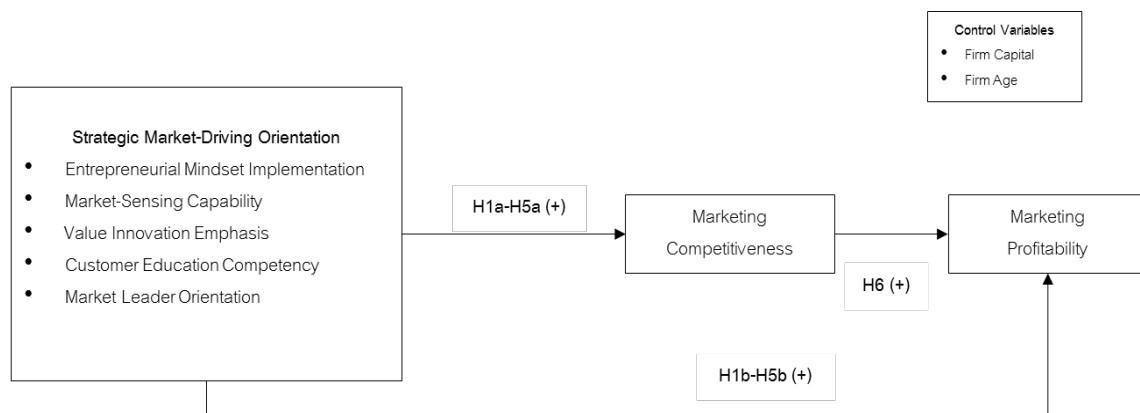 Control Variables
• Firm Capital
• Firm Age
Strategic Market-Driving Orientation
• Entrepreneurial Mindset Implementation
• Market-Sensing Capability
• Value Innovation Emphasis
• Customer Education Competency
• Market Leader Orientation
H1a-H5a (+)
Marketing
Competitiveness
H6 (+)
Marketing
Profitability
H1b-H5b (+)